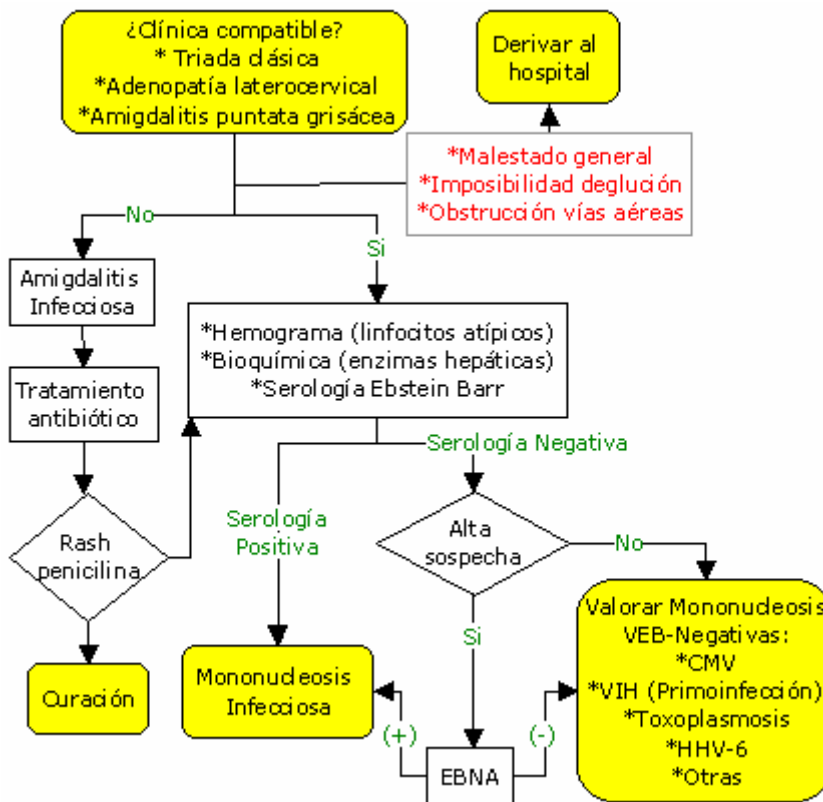 ¿Clínica compatible?
* Triada clásica
*Adenopatía laterocervical
*Amigdalitis puntata grisácea
Derivar al
hospital
*Malestado general
*Imposibilidad deglución
*Obstrucción vías aéreas
No
Si
Amigdalitis
Infecciosa
*Hemograma (linfocitos atípicos)
*Bioquímica (enzimas hepáticas)
*Serología Ebstein Barr
Tratamiento
antibiótico
Serología Negativa
Serología
Positiva
Rash
penicilina
Alta
sospecha
No
Si
Curación
Mononucleosis
Infecciosa
Valorar Mononucleosis
VEB-Negativas:
*CMV
*VIH (Primoinfección)
*Toxoplasmosis
*HHV-6
*Otras
(+)
EBNA
(-)